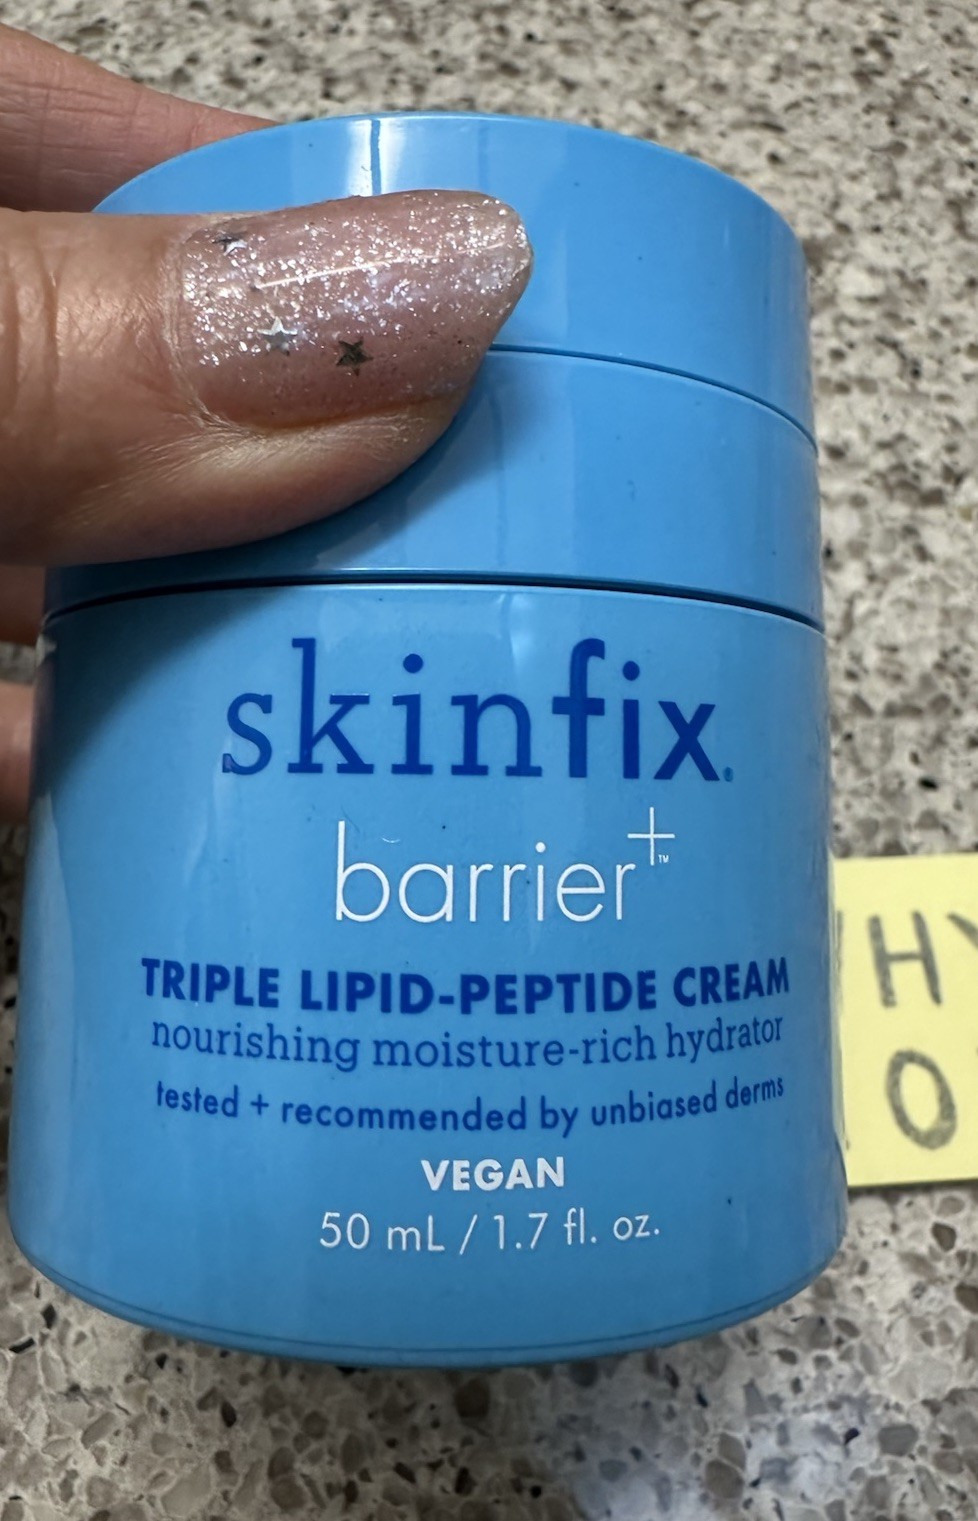 skinfix.
barrier+™
TRIPLE LIPID-PEPTIDE CREAM
nourishing moisture-rich hydrator
tested + recommended by unbiased derms
VEGAN
50 mL / 1.7 fl. oz.